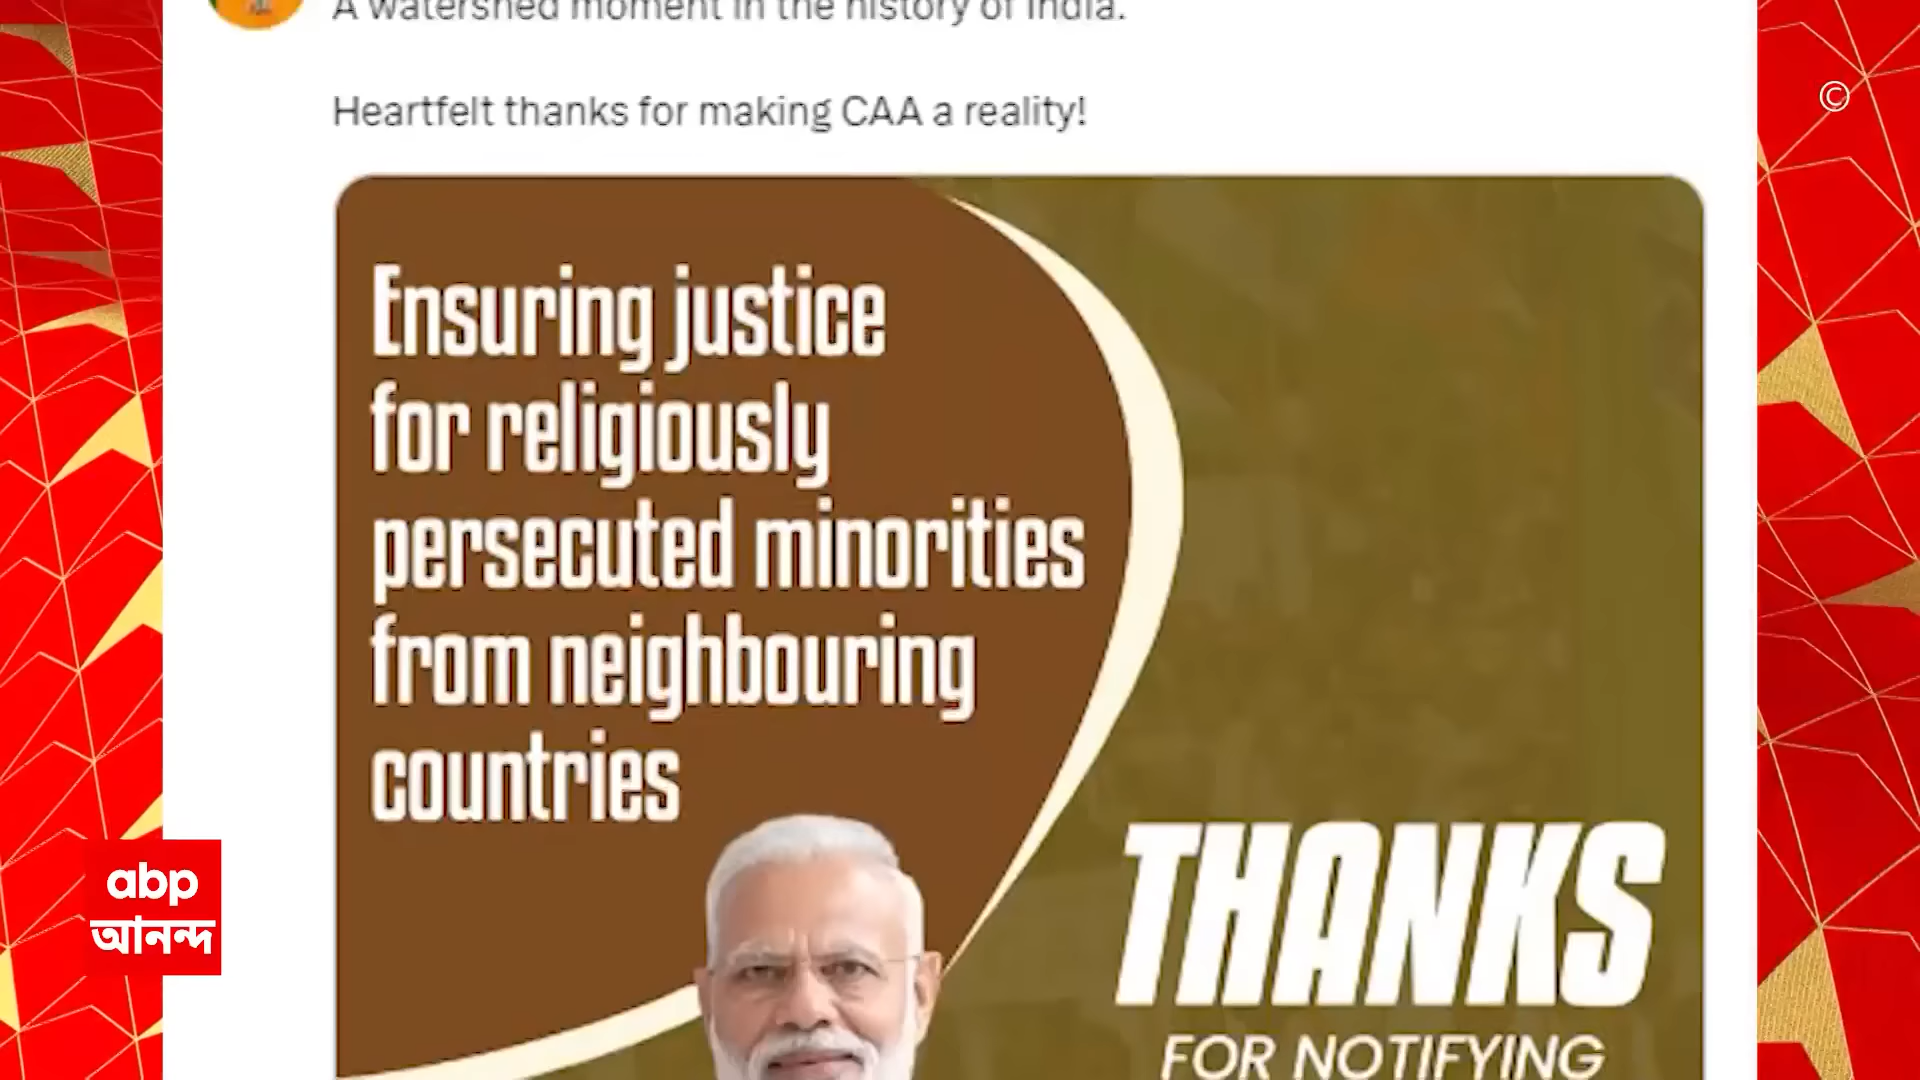 A watershed moment in the history of India.
Heartfelt thanks for making CAA a reality!
©
Ensuring justice
for religiously
persecuted minorities
from neighbouring
countries
THANKS
FOR NOTIFYING
abp
আনন্দ